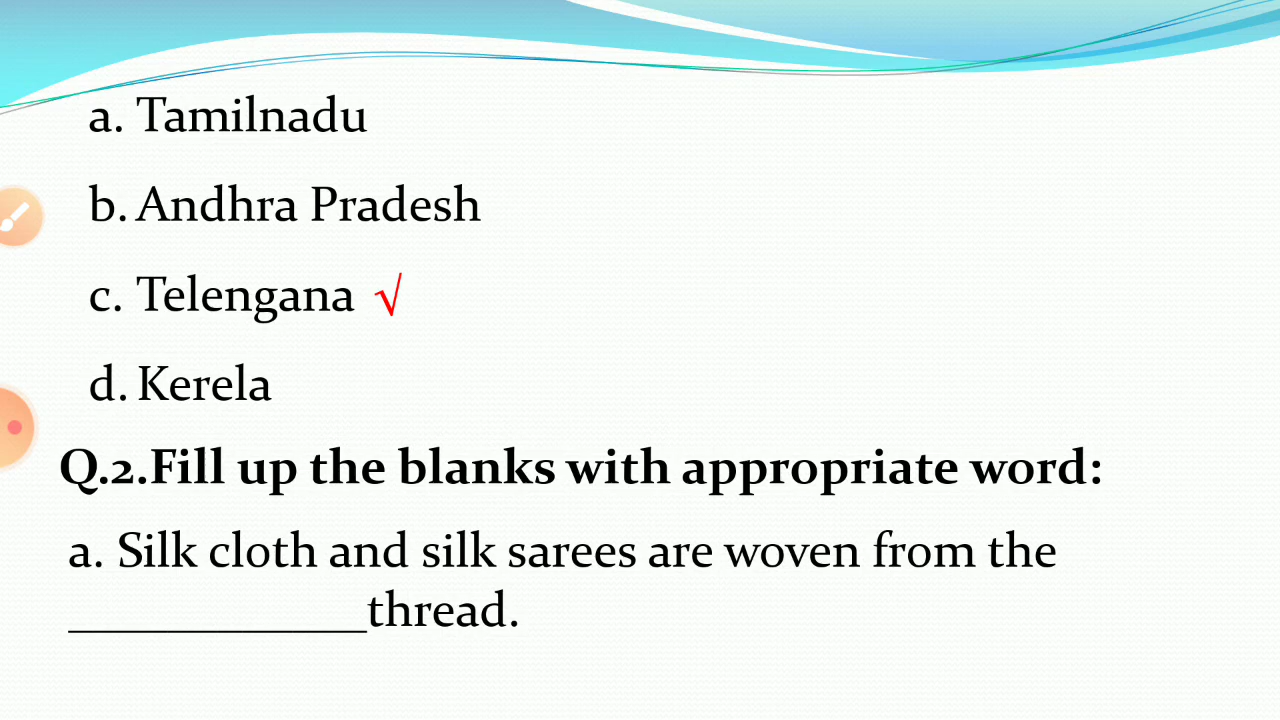 a. Tamilnadu
b. Andhra Pradesh
c. Telengana √
d. Kerela
Q.2.Fill up the blanks with appropriate word:
a. Silk cloth and silk sarees are woven from the
____________thread.